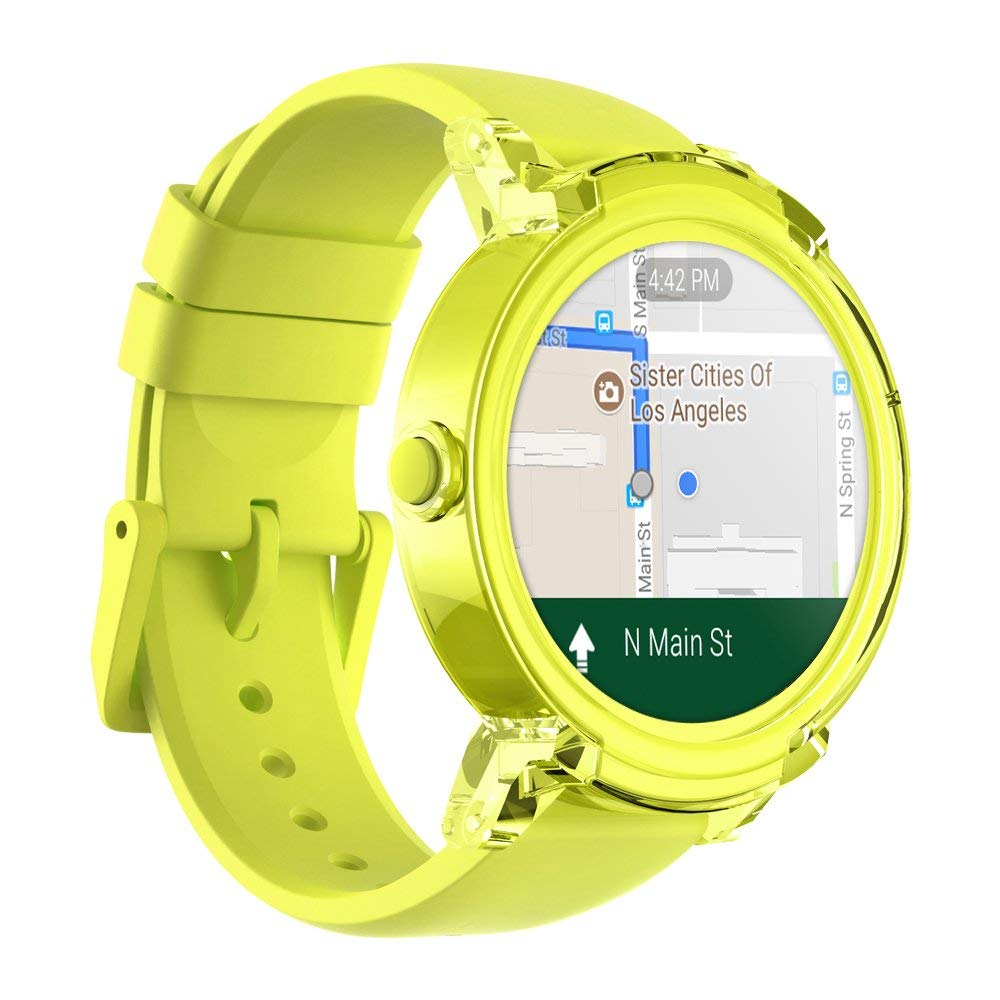 4:42 PM
S Main St
t St
Sister Cities Of
Los Angeles
N Spring St
Main St
N Main St